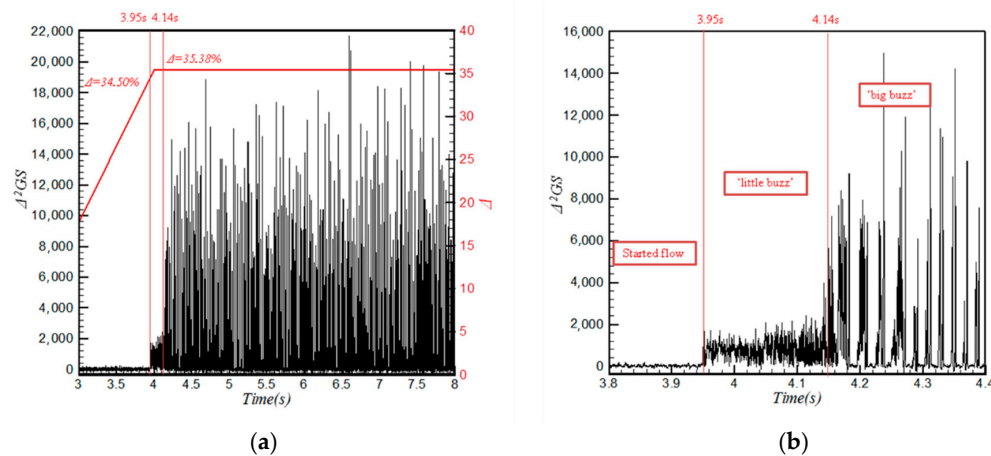 3.95s 4.14s
22,000
20,000
18,000
16,000
14,000
12,000
10,000
8,000
6,000
4,000
2,000
0
Δ²GS
Δ=34.50%
Δ=35.38%
40
35
30
25
20
15
10
5
0
Δ
3 3.5 4 4.5 5 5.5 6 6.5 7 7.5 8
Time(s)
(a)
3.95s 4.14s
16,000
14,000
12,000
10,000
8,000
6,000
4,000
2,000
0
Δ²GS
'big buzz'
'little buzz'
Started flow
3.8 3.9 4 4.1 4.2 4.3 4.4
Time(s)
(b)